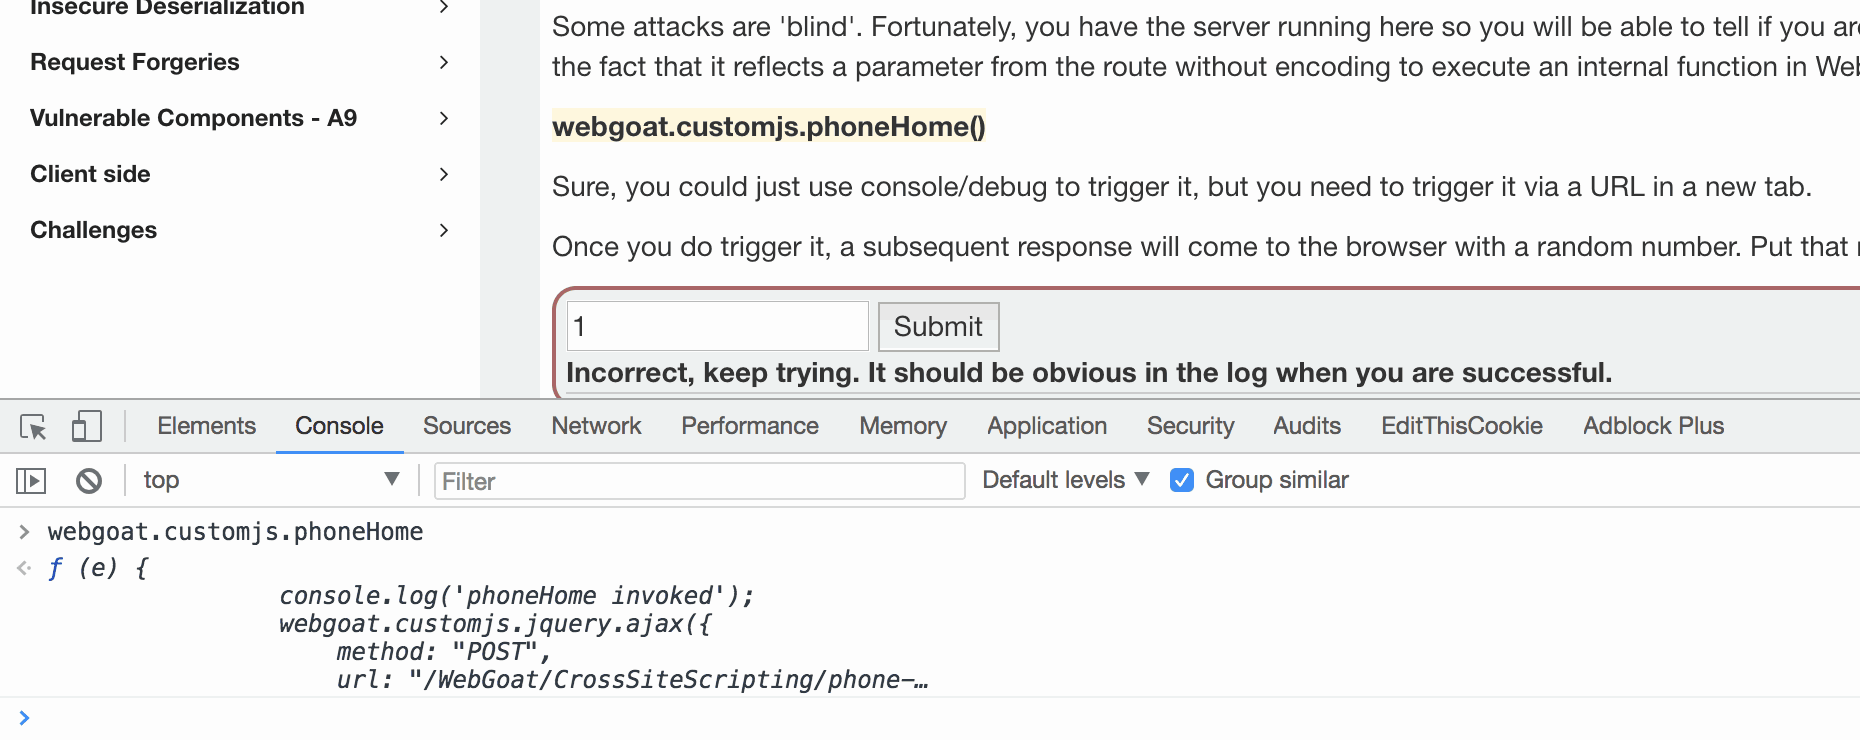 Insecure Deserialization
Request Forgeries
Vulnerable Components - A9
Client side
Challenges
Some attacks are 'blind'. Fortunately, you have the server running here so you will be able to tell if you are
the fact that it reflects a parameter from the route without encoding to execute an internal function in Web
webgoat.customjs.phoneHome()
Sure, you could just use console/debug to trigger it, but you need to trigger it via a URL in a new tab.
Once you do trigger it, a subsequent response will come to the browser with a random number. Put that
1 Submit
Incorrect, keep trying. It should be obvious in the log when you are successful.
Elements Console Sources Network Performance Memory Application Security Audits EditThisCookie Adblock Plus
top Filter Default levels Group similar
> webgoat.customjs.phoneHome
ƒ (e) {
console.log('phoneHome invoked');
webgoat.customjs.jquery.ajax({
method: "POST",
url: "/WebGoat/CrossSiteScripting/phone-…
>